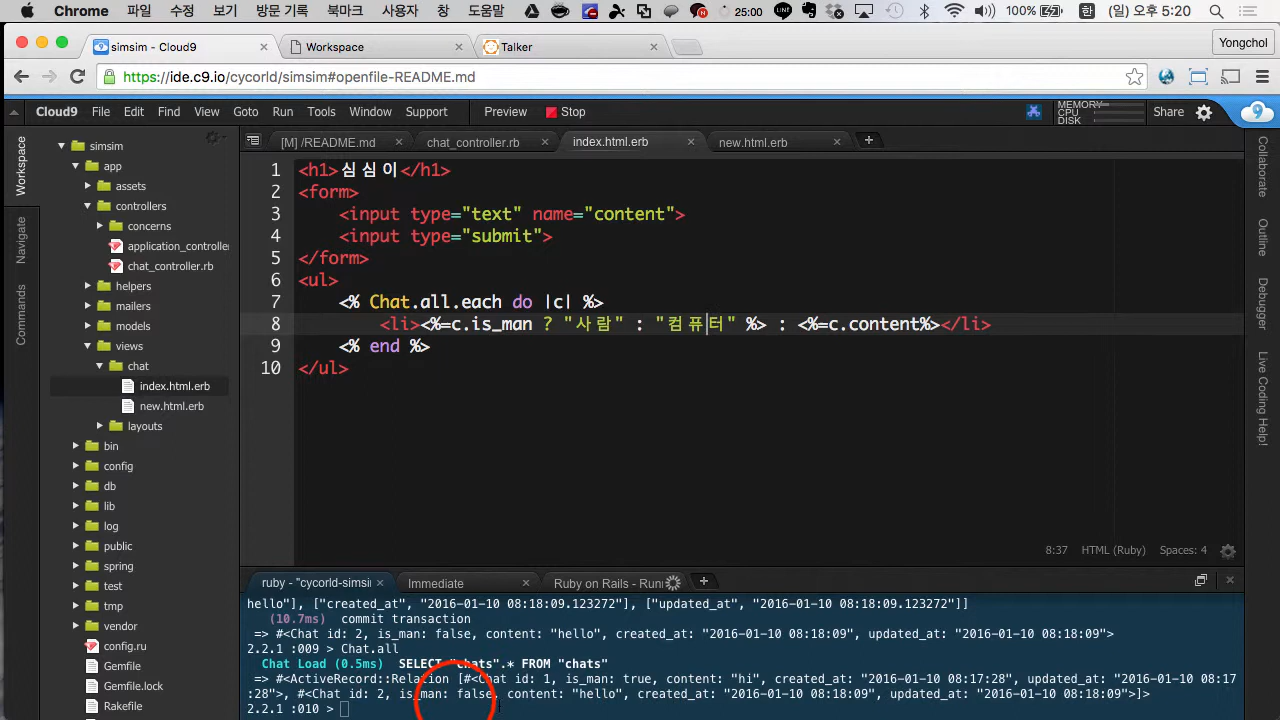 Chrome 파일 수정 보기 방문 기록 북마크 사용자 창 도움말 25:00 100% 한 (일) 오후 5:20
simsim - Cloud9 Workspace Talker Yongchol
https://ide.c9.io/cycorld/simsim#openfile-README.md
Cloud9 File Edit Find View Goto Run Tools Window Support Preview Stop MEMORY CPU DISK Share
[M] /README.md chat_controller.rb index.html.erb new.html.erb
Workspace
Navigate
Commands
simsim
app
assets
controllers
concerns
application_controlle
chat_controller.rb
helpers
mailers
models
views
chat
index.html.erb
new.html.erb
layouts
bin
config
db
lib
log
public
spring
test
tmp
vendor
config.ru
Gemfile
Gemfile.lock
Rakefile
1 <h1>심심이</h1>
2 <form>
3 <input type="text" name="content">
4 <input type="submit">
5 </form>
6 <ul>
7 <% Chat.all.each do |c| %>
8 <li><%=c.is_man ? "사람" : "컴퓨터" %> : <%=c.content%></li>
9 <% end %>
10 </ul>
8:37 HTML (Ruby) Spaces: 4
Collaborate
Outline
Debugger
Live Coding Help!
ruby - "cycorld-simsin Immediate Ruby on Rails - Runn
hello"], ["created_at", "2016-01-10 08:18:09.123272"], ["updated_at", "2016-01-10 08:18:09.123272"]]
(10.7ms) commit transaction
=> #<Chat id: 2, is_man: false, content: "hello", created_at: "2016-01-10 08:18:09", updated_at: "2016-01-10 08:18:09">
2.2.1 :009 > Chat.all
Chat Load (0.5ms) SELECT "chats".* FROM "chats"
=> #<ActiveRecord::Relation [#<Chat id: 1, is_man: true, content: "hi", created_at: "2016-01-10 08:17:28", updated_at: "2016-01-10 08:17
:28">, #<Chat id: 2, is_man: false, content: "hello", created_at: "2016-01-10 08:18:09", updated_at: "2016-01-10 08:18:09">]>
2.2.1 :010 >